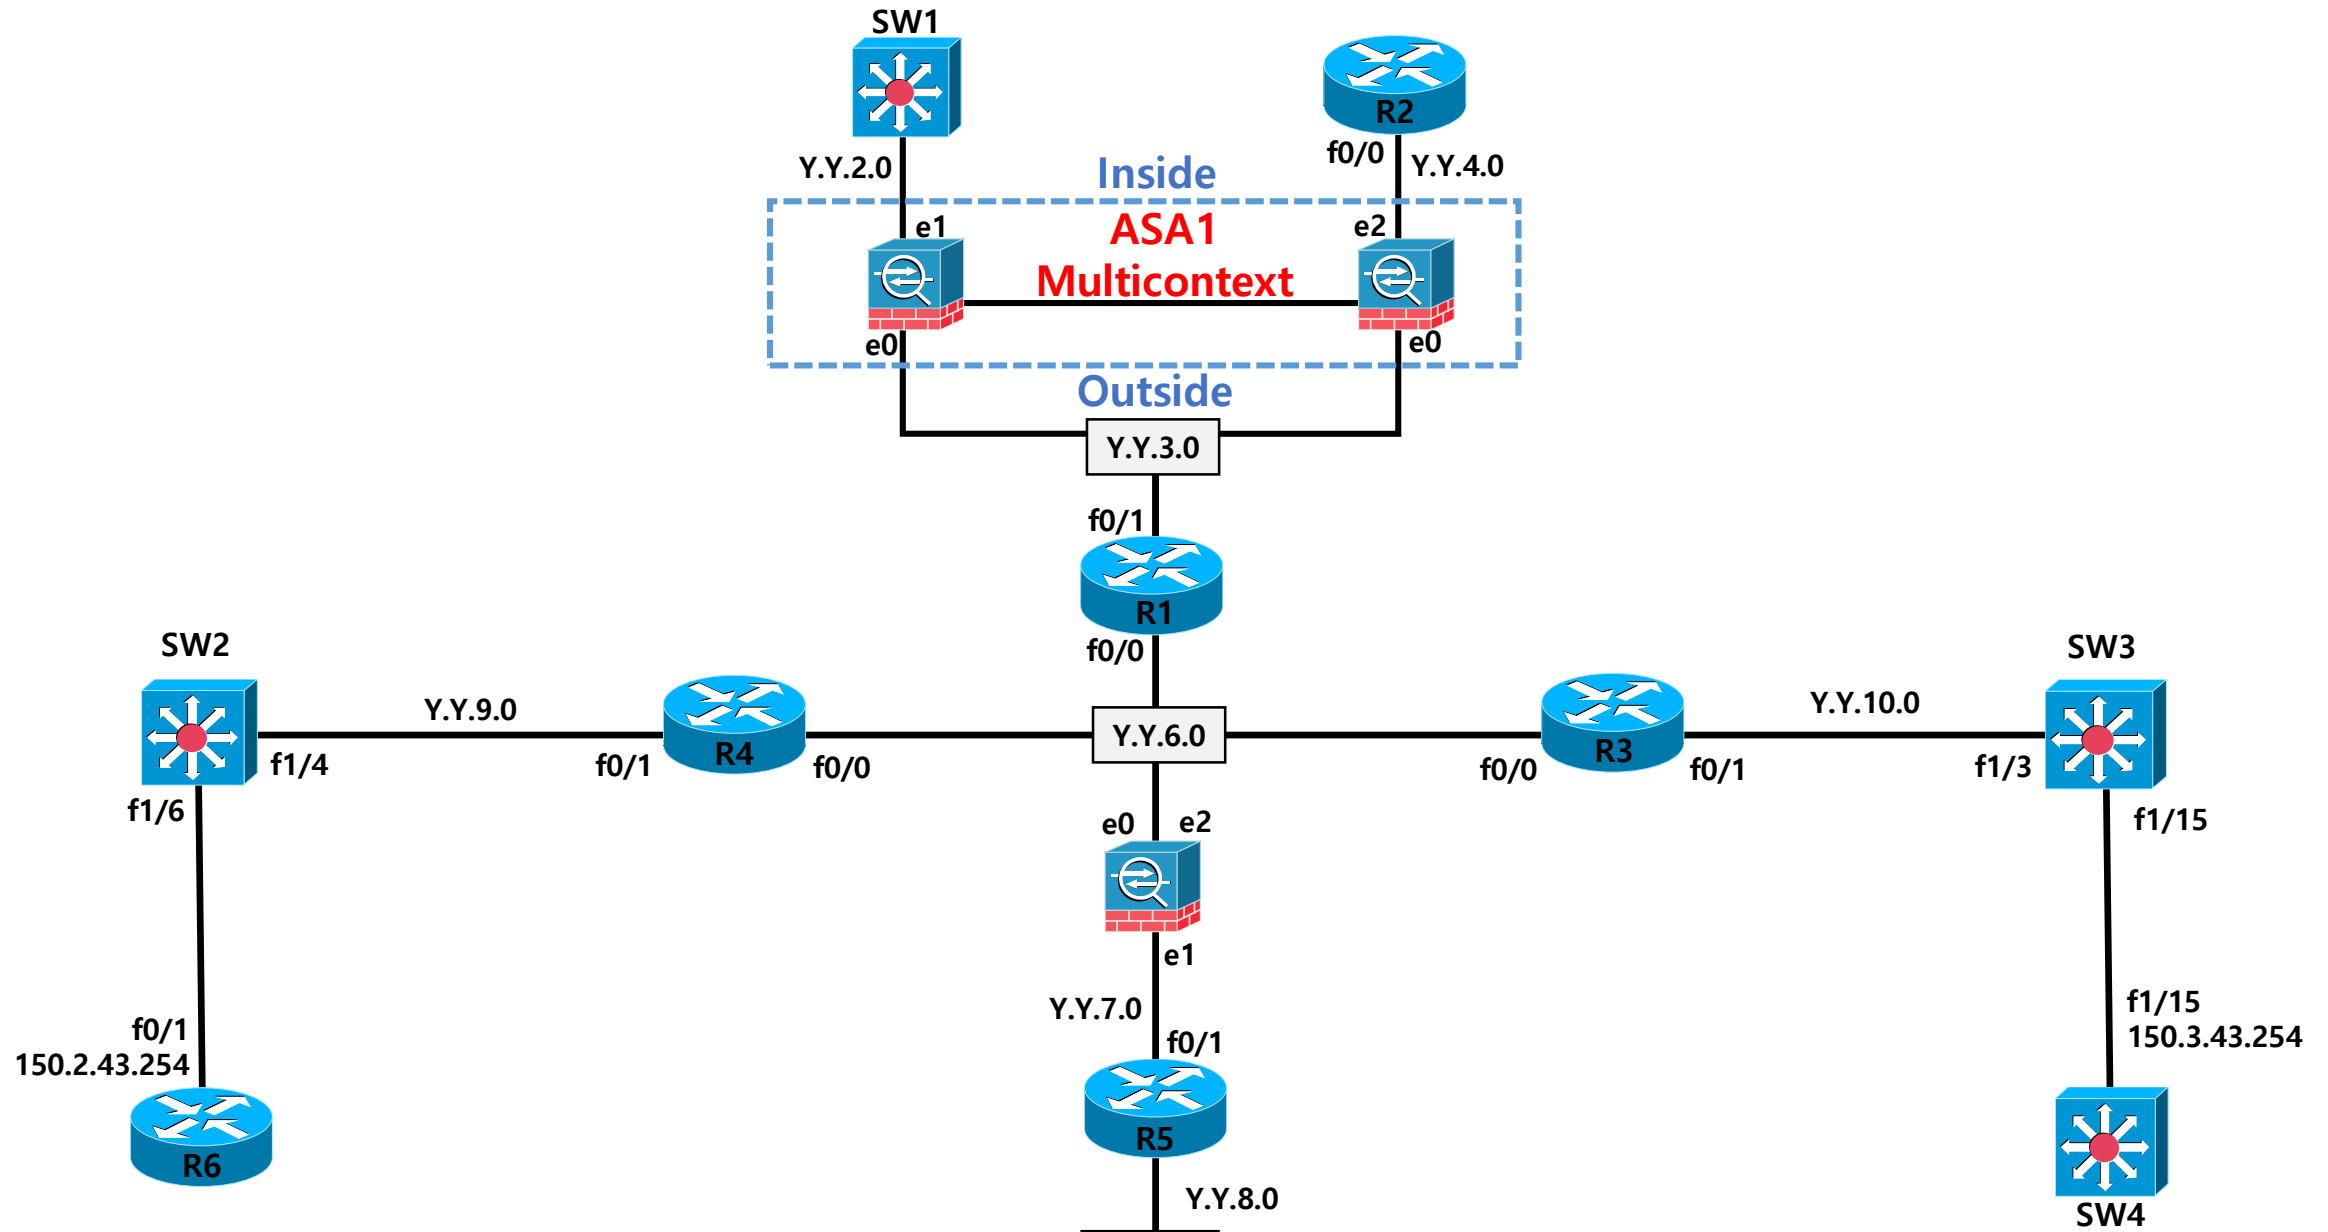 SW1
R2
f0/0
Y.Y.2.0
Y.Y.4.0
Inside
e1
ASA1
e2
Multicontext
e0
e0
Outside
Y.Y.3.0
f0/1
R1
f0/0
SW2
SW3
Y.Y.9.0
Y.Y.10.0
Y.Y.6.0
R4
R3
f1/4
f0/1
f0/0
f0/0
f0/1
f1/3
f1/6
e0
e2
f1/15
e1
Y.Y.7.0
f0/1
f0/1
150.2.43.254
f1/15
150.3.43.254
R5
R6
Y.Y.8.0
SW4